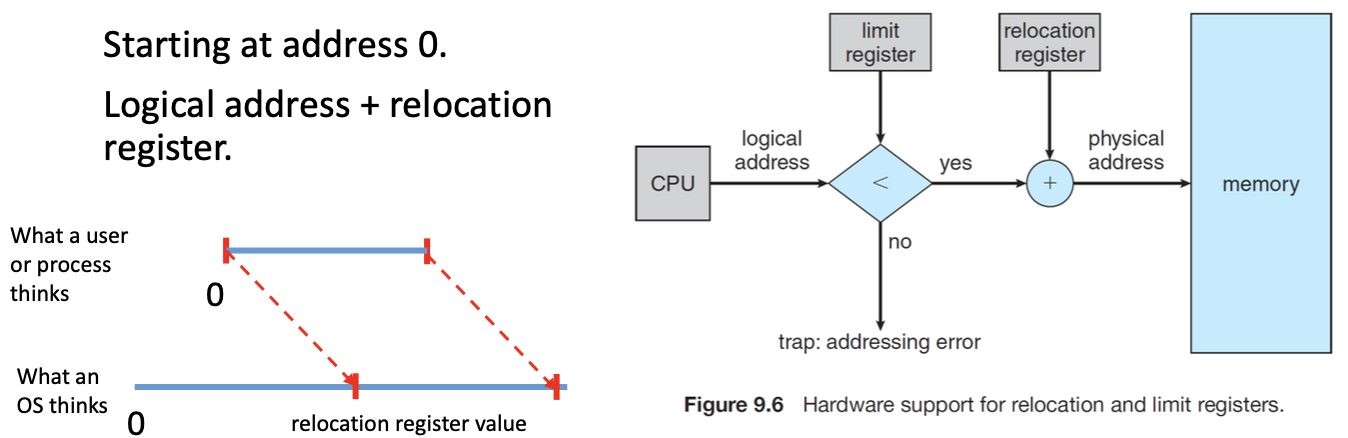 Starting at address 0.
Logical address + relocation
register.
What a user
or process
thinks
0
What an
OS thinks
0
relocation register value
limit
register
relocation
register
CPU
logical
address
<
yes
+
physical
address
memory
no
trap: addressing error
Figure 9.6 Hardware support for relocation and limit registers.